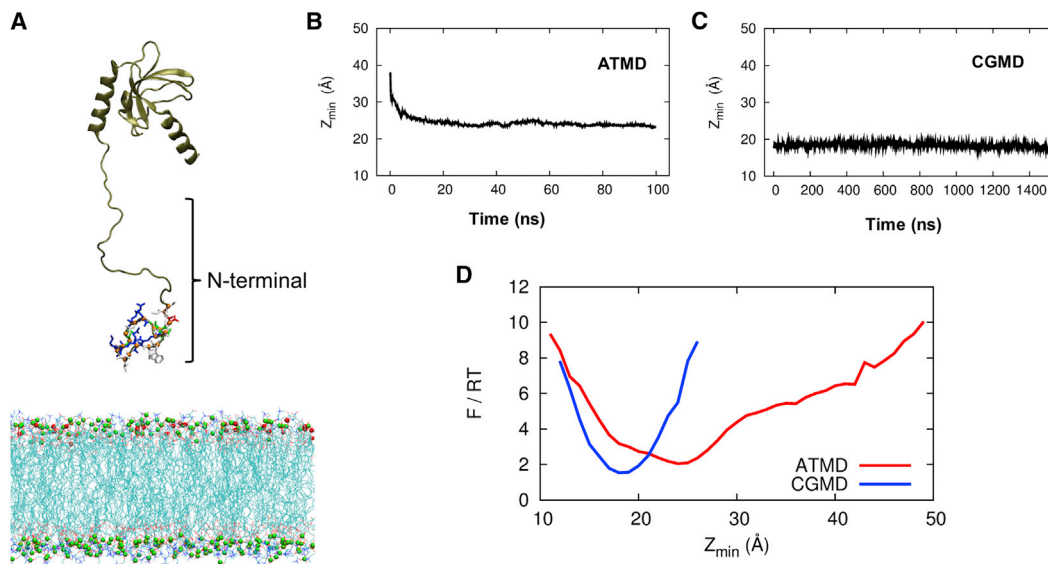 A
N-terminal
B
50
40
30
20
10
Z_min (Å)
ATMD
0 20 40 60 80 100
Time (ns)
C
50
40
30
20
10
Z_min (Å)
CGMD
0 200 400 600 800 1000 1200 1400
Time (ns)
D
12
10
8
6
4
2
0
F / RT
ATMD
CGMD
10 20 30 40 50
Z_min (Å)